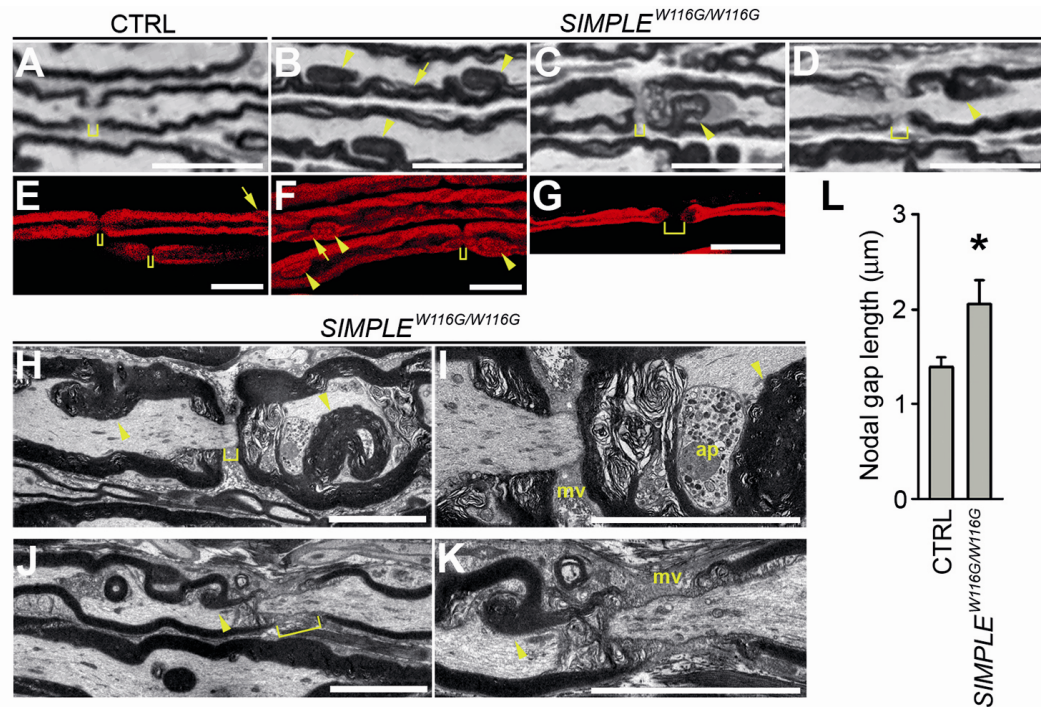 CTRL
SIMPLE W116G/W116G
A
B
C
D
E
F
G
L
SIMPLE W116G/W116G
H
I
ap
mv
J
K
mv
Nodal gap length (μm)
3
2
1
0
*
CTRL
SIMPLE W116G/W116G